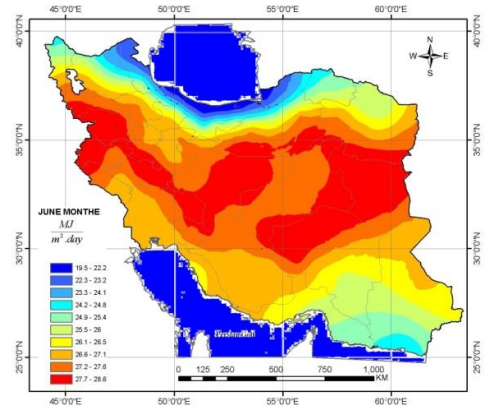 45°0'0"E 50°0'0"E 55°0'0"E 60°0'0"E
40°0'0"N 40°0'0"N
N
W E
S
35°0'0"N 35°0'0"N
30°0'0"N 30°0'0"N
25°0'0"N 25°0'0"N
JUNE MONTHE
MJ
m².day
19.5 - 22.2
22.3 - 23.2
23.3 - 24.1
24.2 - 24.8
24.9 - 25.4
25.5 - 26
26.1 - 26.5
26.6 - 27.1
27.2 - 27.6
27.7 - 28.6
0 125 250 500 750 1,000
KM
45°0'0"E 50°0'0"E 55°0'0"E 60°0'0"E